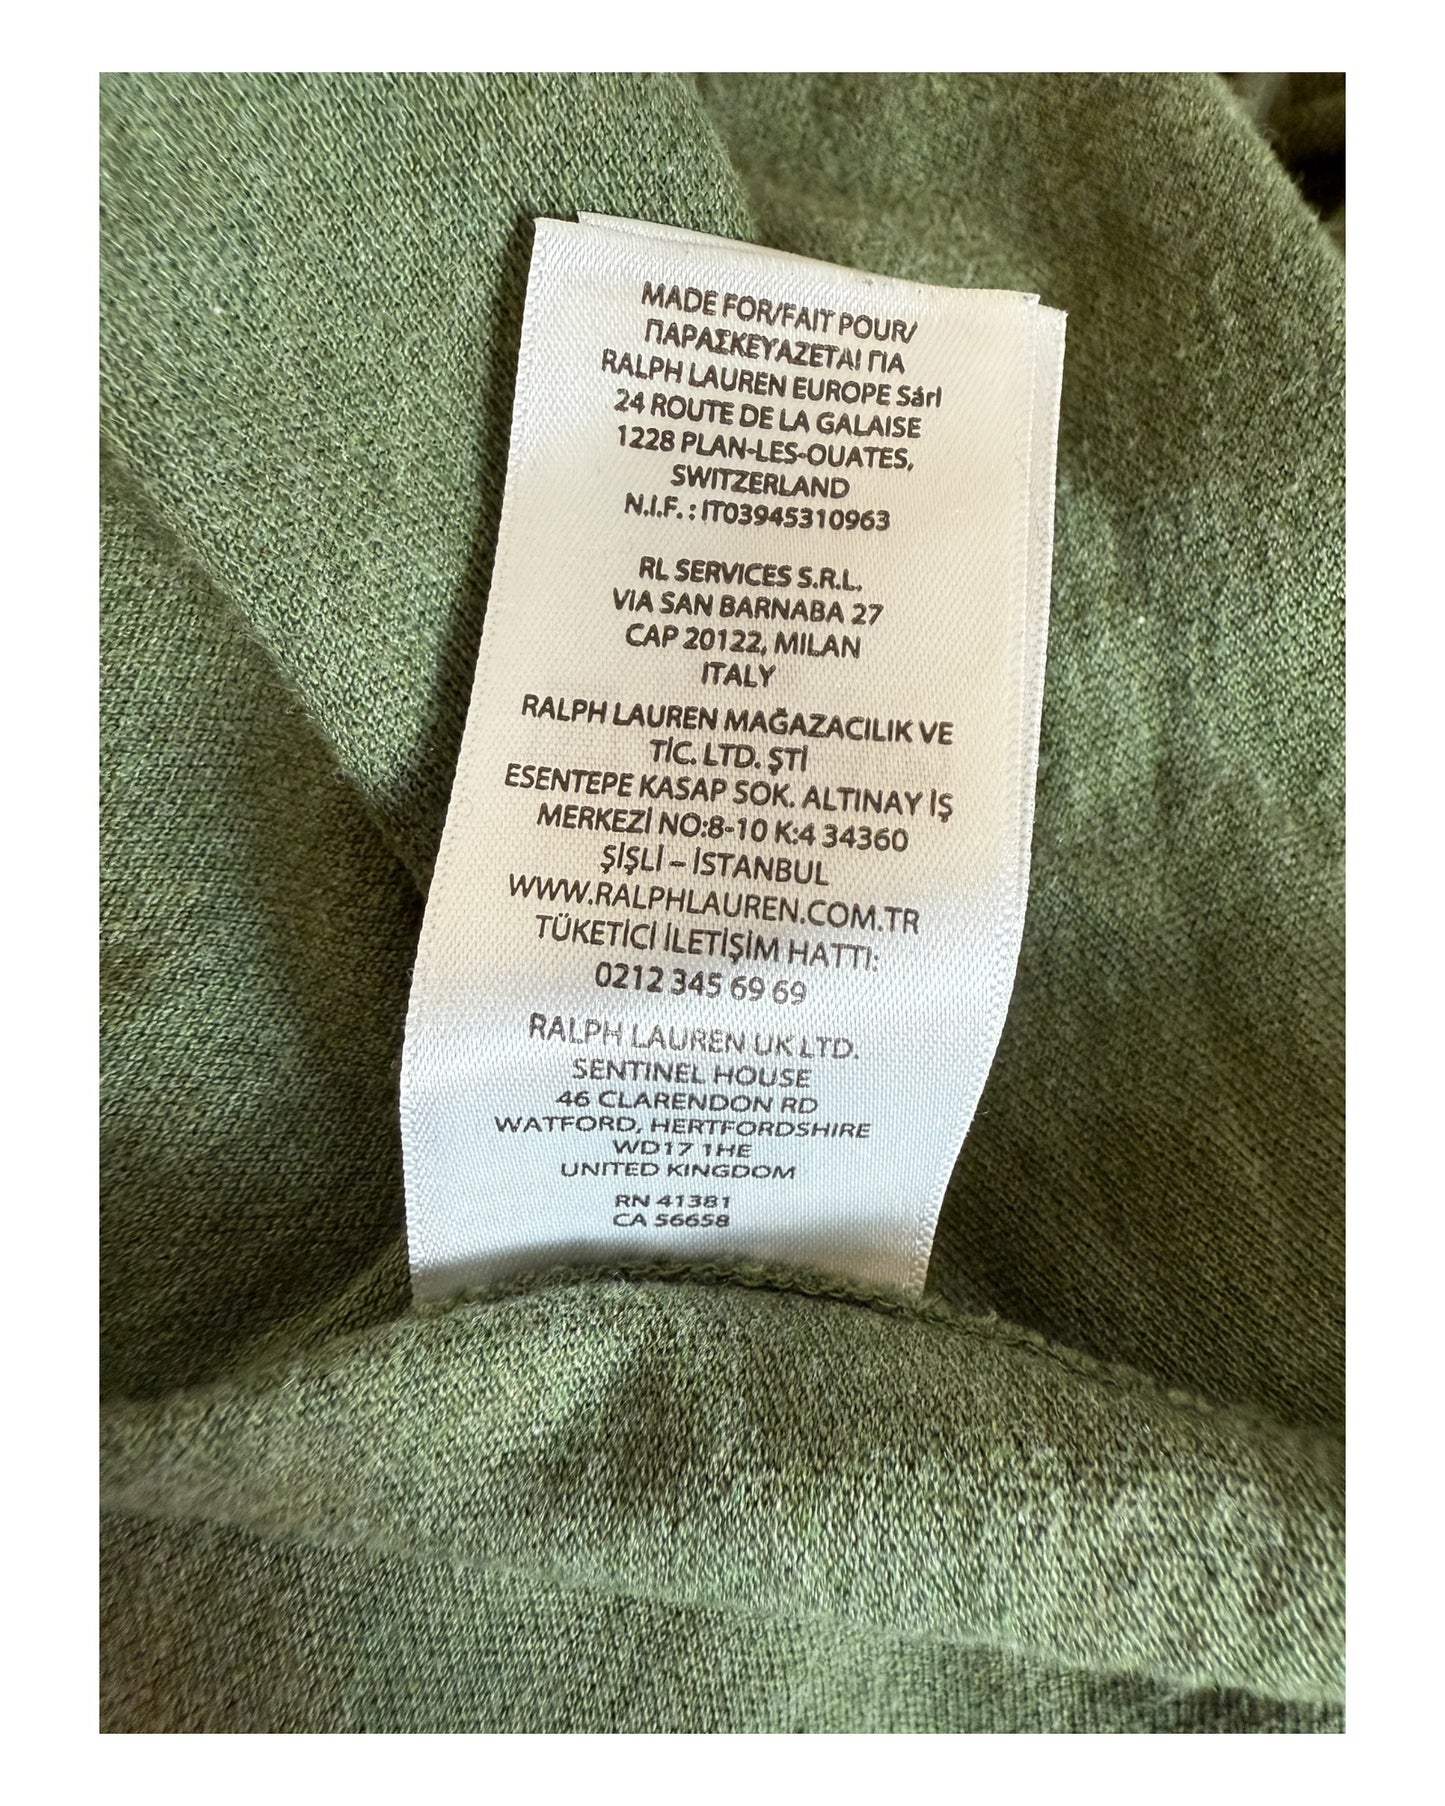 MADE FOR/FAIT POUR/
ΠΑΡΑΣΚΕΥΑΖΕΤΑΙ ΓΙΑ
RALPH LAUREN EUROPE Sárl
24 ROUTE DE LA GALAISE
1228 PLAN-LES-OUATES,
SWITZERLAND
N.I.F. : IT03945310963
RL SERVICES S.R.L.
VIA SAN BARNABA 27
CAP 20122, MILAN
ITALY
RALPH LAUREN MAĞAZACILIK VE
TİC. LTD. ŞTİ
ESENTEPE KASAP SOK. ALTINAY İŞ
MERKEZİ NO:8-10 K:4 34360
ŞİŞLİ – İSTANBUL
WWW.RALPHLAUREN.COM.TR
TÜKETİCİ İLETİŞİM HATTI:
0212 345 69 69
RALPH LAUREN UK LTD.
SENTINEL HOUSE
46 CLARENDON RD
WATFORD, HERTFORDSHIRE
WD17 1HE
UNITED KINGDOM
RN 41381
CA 56658